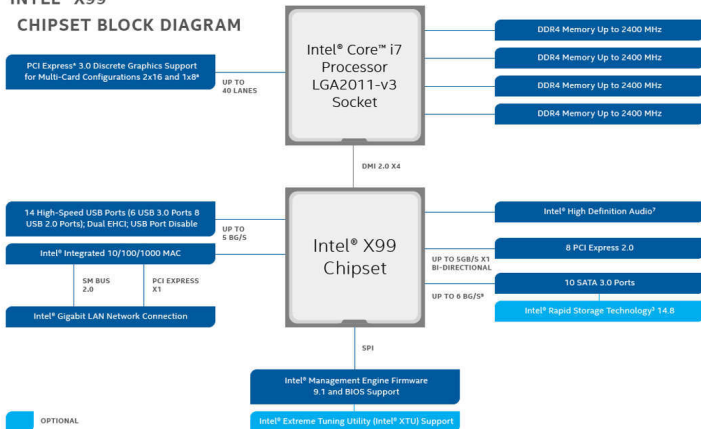 INTEL® X99
CHIPSET BLOCK DIAGRAM
PCI Express* 3.0 Discrete Graphics Support
for Multi-Card Configurations 2x16 and 1x8⁶
UP TO
40 LANES
Intel® Core™ i7
Processor
LGA2011-v3
Socket
DDR4 Memory Up to 2400 MHz
DDR4 Memory Up to 2400 MHz
DDR4 Memory Up to 2400 MHz
DDR4 Memory Up to 2400 MHz
DMI 2.0 X4
14 High-Speed USB Ports (6 USB 3.0 Ports 8
USB 2.0 Ports); Dual EHCI; USB Port Disable
UP TO
5 BG/S
Intel® Integrated 10/100/1000 MAC
SM BUS
2.0
PCI EXPRESS
X1
Intel® Gigabit LAN Network Connection
Intel® X99
Chipset
Intel® High Definition Audio⁷
8 PCI Express 2.0
UP TO 5GB/S X1
BI-DIRECTIONAL
10 SATA 3.0 Ports
UP TO 6 BG/S⁸
Intel® Rapid Storage Technology³ 14.8
SPI
Intel® Management Engine Firmware
9.1 and BIOS Support
Intel® Extreme Tuning Utility (Intel® XTU) Support
OPTIONAL